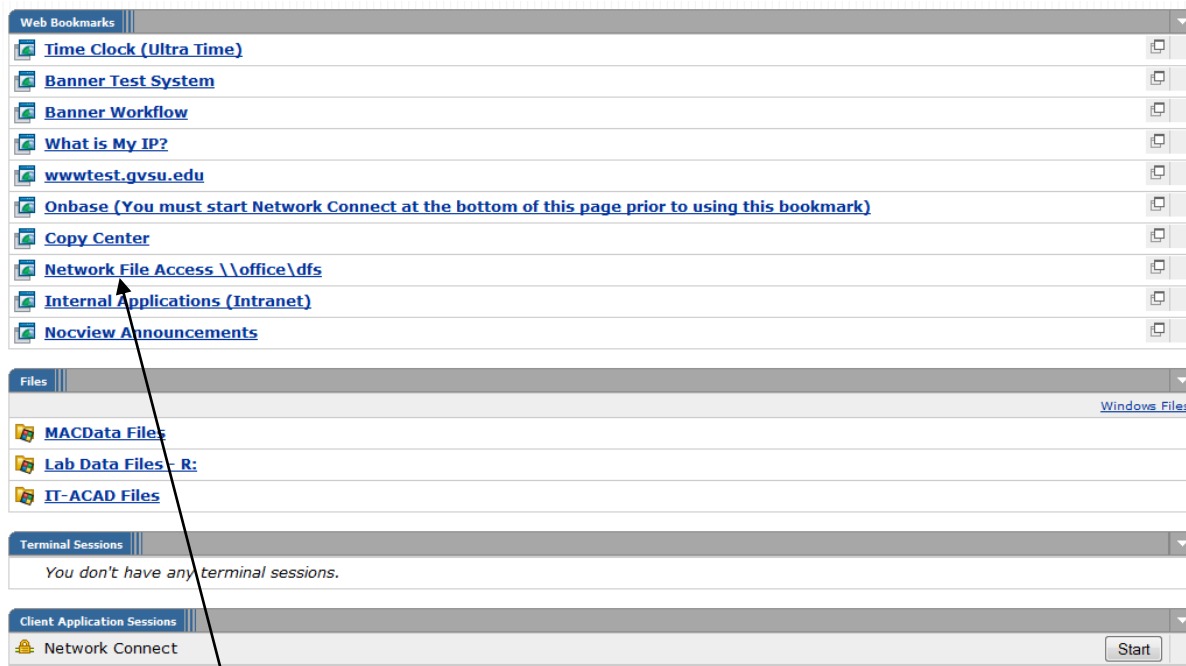 Web Bookmarks
Time Clock (Ultra Time)
Banner Test System
Banner Workflow
What is My IP?
wwwtest.gvsu.edu
Onbase (You must start Network Connect at the bottom of this page prior to using this bookmark)
Copy Center
Network File Access \\office\dfs
Internal Applications (Intranet)
Nocview Announcements
Files
Windows Files
MACData Files
Lab Data Files - R:
IT-ACAD Files
Terminal Sessions
You don't have any terminal sessions.
Client Application Sessions
Network Connect Start